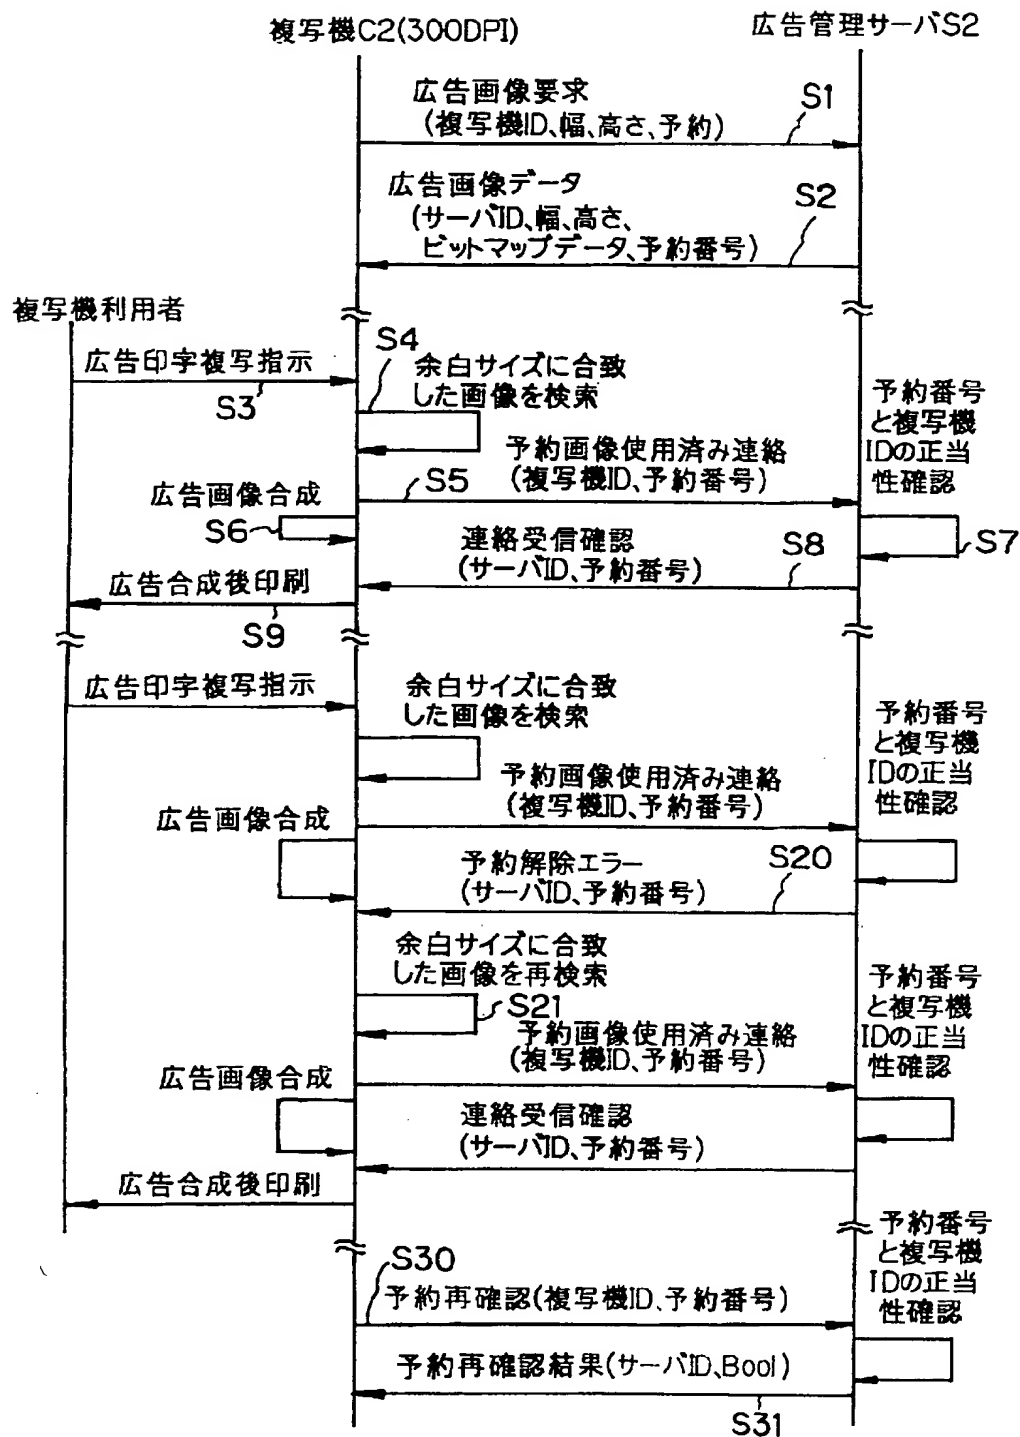 複写機C2(300DPI)
広告管理サーバS2
広告画像要求
(複写機ID、幅、高さ、予約)
S1
広告画像データ
(サーバID、幅、高さ、
ビットマップデータ、予約番号)
S2
複写機利用者
広告印字複写指示
S3
S4
余白サイズに合致
した画像を検索
予約画像使用済み連絡
(複写機ID、予約番号)
S5
予約番号
と複写機
IDの正当
性確認
広告画像合成
S6
S7
連絡受信確認
(サーバID、予約番号)
S8
広告合成後印刷
S9
広告印字複写指示
余白サイズに合致
した画像を検索
予約画像使用済み連絡
(複写機ID、予約番号)
予約番号
と複写機
IDの正当
性確認
広告画像合成
予約解除エラー
(サーバID、予約番号)
S20
余白サイズに合致
した画像を再検索
S21
予約画像使用済み連絡
(複写機ID、予約番号)
予約番号
と複写機
IDの正当
性確認
広告画像合成
連絡受信確認
(サーバID、予約番号)
広告合成後印刷
予約番号
と複写機
IDの正当
性確認
S30
予約再確認(複写機ID、予約番号)
予約再確認結果(サーバID、Bool)
S31